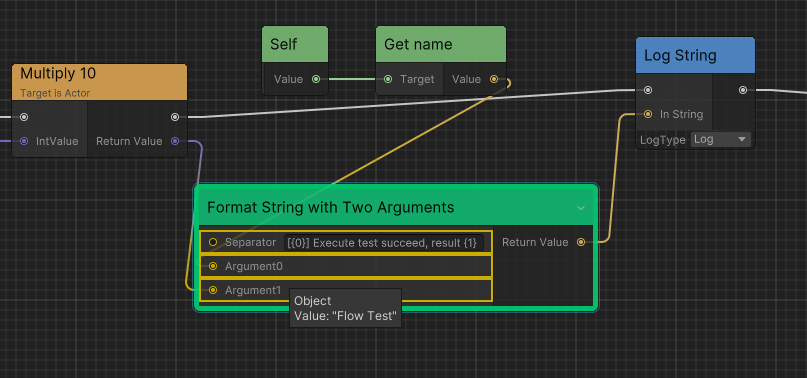 Self
Get name
Value
Target
Value
Multiply 10
Target is Actor
IntValue
Return Value
Log String
In String
LogType
Log
Format String with Two Arguments
Separator
[{0}] Execute test succeed, result {1}
Return Value
Argument0
Argument1
Object
Value: "Flow Test"